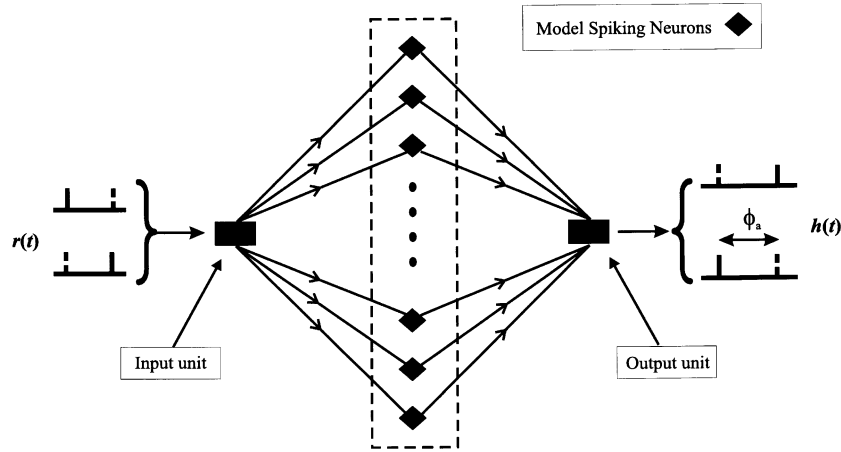 Model Spiking Neurons
r(t)
ϕa
h(t)
Input unit
Output unit